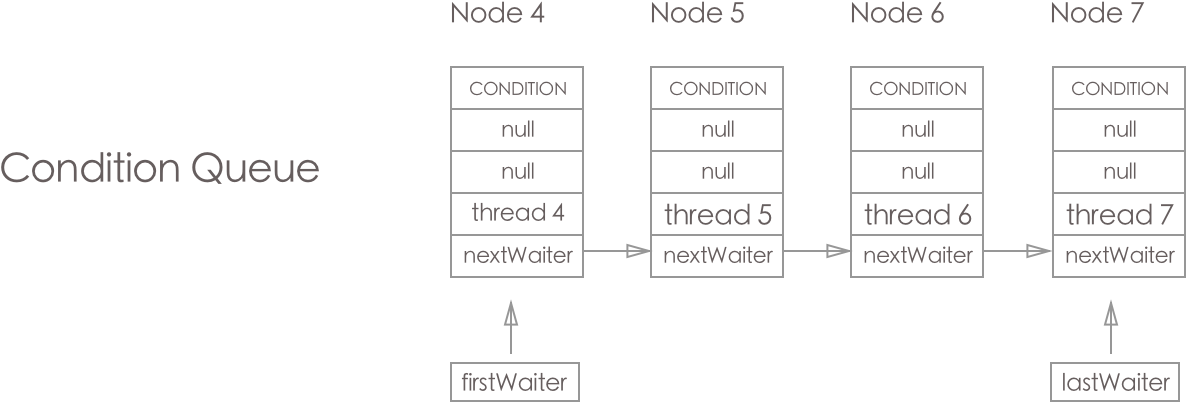 Node 4
Node 5
Node 6
Node 7
Condition Queue
CONDITION
null
null
thread 4
nextWaiter
CONDITION
null
null
thread 5
nextWaiter
CONDITION
null
null
thread 6
nextWaiter
CONDITION
null
null
thread 7
nextWaiter
firstWaiter
lastWaiter